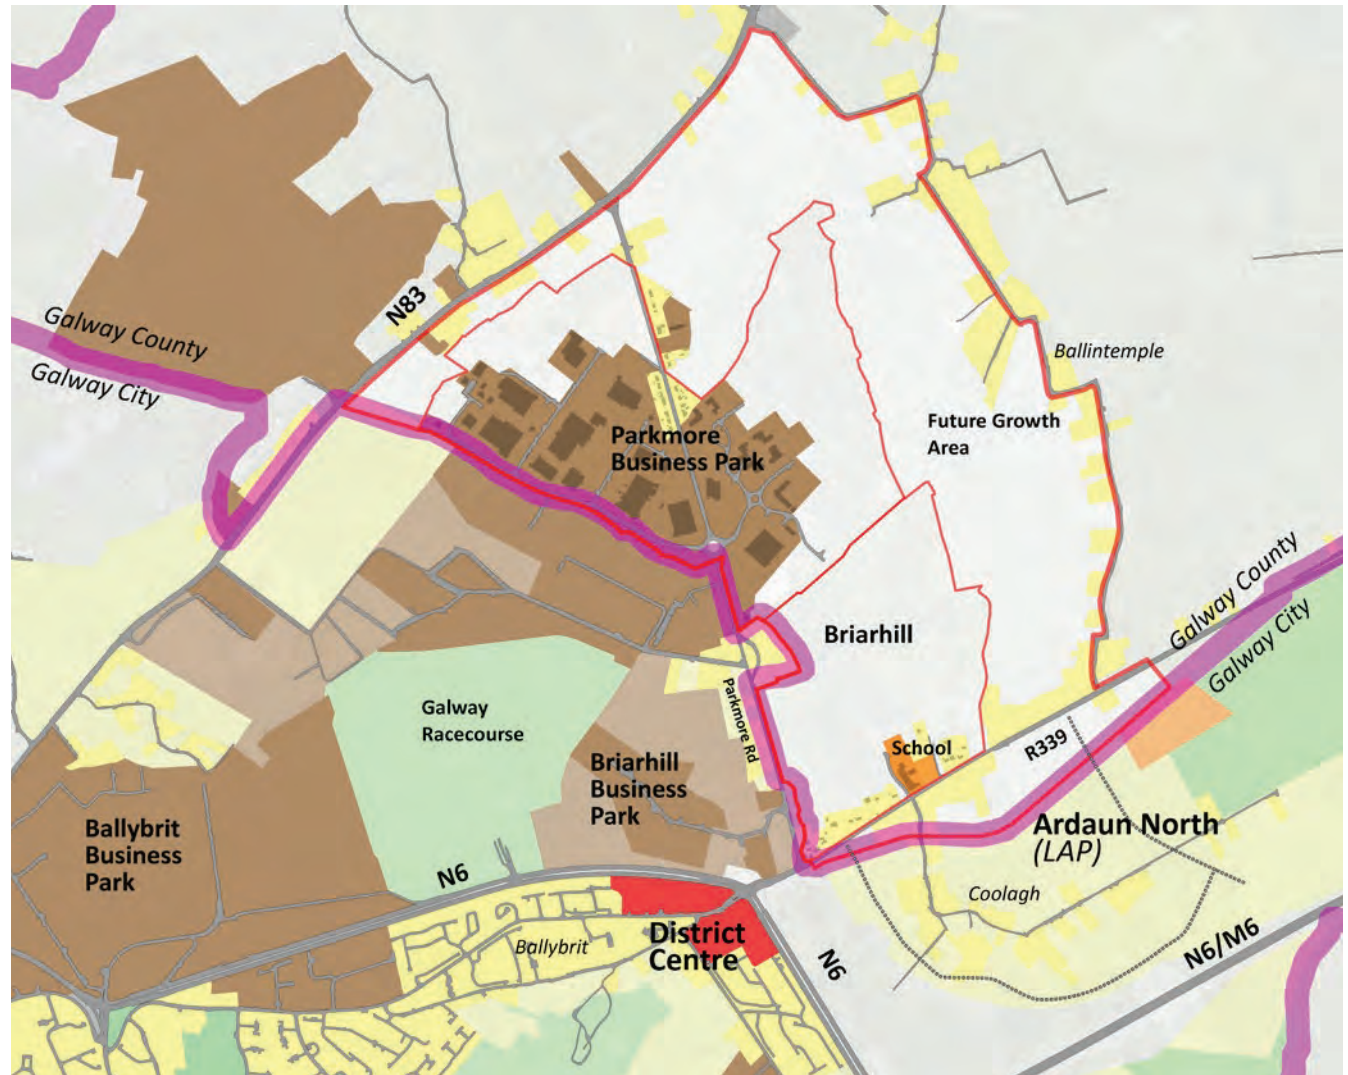 N83
Galway County
Galway City
Ballintemple
Future Growth
Area
Parkmore
Business Park
Galway County
Galway City
Briarhill
Parkmore Rd
Galway
Racecourse
School
R339
Briarhill
Business
Park
Ballybrit
Business
Park
Ardaun North
(LAP)
N6
Coolagh
District
Centre
Ballybrit
N6
N6/M6